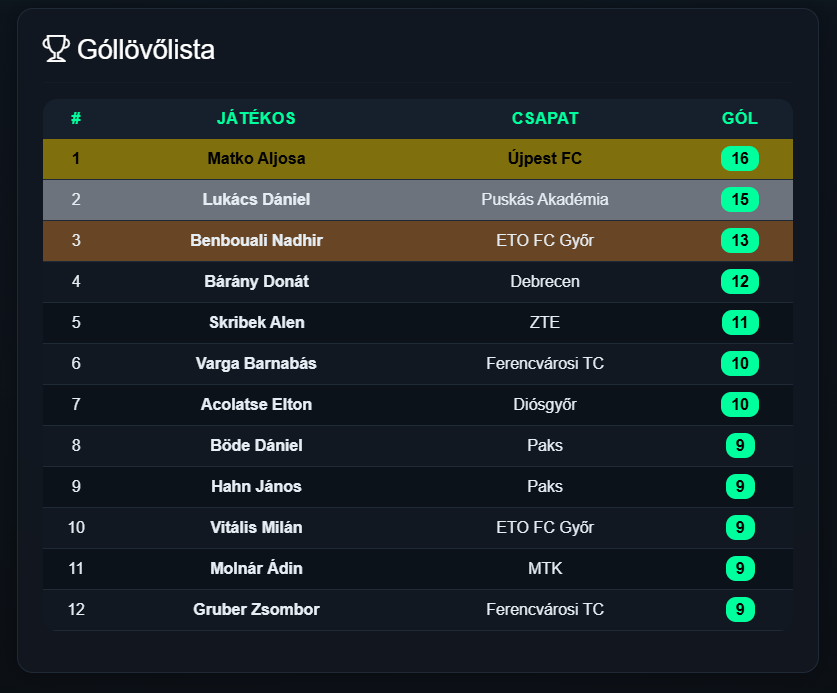 Góllövőlista
# JÁTÉKOS CSAPAT GÓL
1 Matko Aljosa Újpest FC 16
2 Lukács Dániel Puskás Akadémia 15
3 Benbouali Nadhir ETO FC Győr 13
4 Bárány Donát Debrecen 12
5 Skribek Alen ZTE 11
6 Varga Barnabás Ferencvárosi TC 10
7 Acolatse Elton Diósgyőr 10
8 Böde Dániel Paks 9
9 Hahn János Paks 9
10 Vitális Milán ETO FC Győr 9
11 Molnár Ádin MTK 9
12 Gruber Zsombor Ferencvárosi TC 9